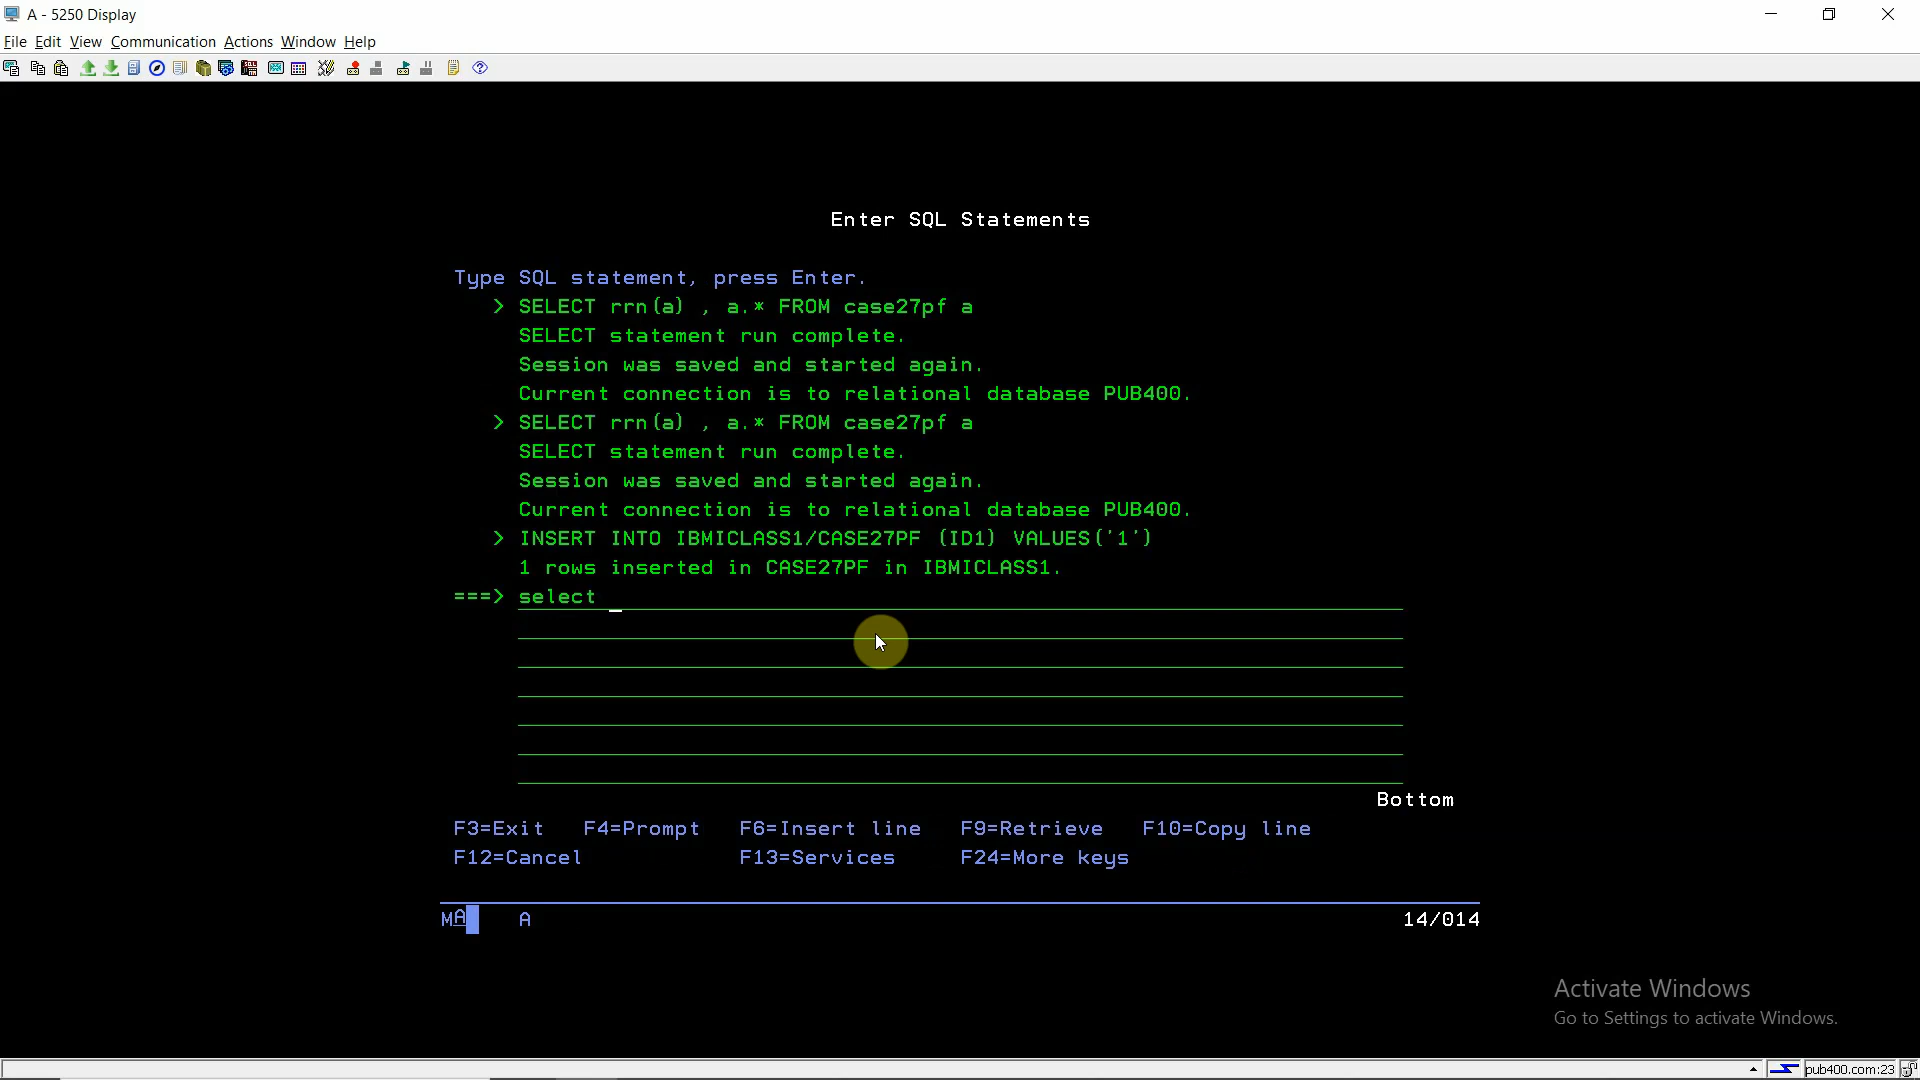 A - 5250 Display
File Edit View Communication Actions Window Help
Enter SQL Statements
Type SQL statement, press Enter.
> SELECT rrn(a) , a.* FROM case27pf a
SELECT statement run complete.
Session was saved and started again.
Current connection is to relational database PUB400.
> SELECT rrn(a) , a.* FROM case27pf a
SELECT statement run complete.
Session was saved and started again.
Current connection is to relational database PUB400.
> INSERT INTO IBMICLASS1/CASE27PF (ID1) VALUES('1')
1 rows inserted in CASE27PF in IBMICLASS1.
===> select
Bottom
F3=Exit F4=Prompt F6=Insert line F9=Retrieve F10=Copy line
F12=Cancel F13=Services F24=More keys
MA A 14/014
Activate Windows
Go to Settings to activate Windows.
pub400.com:23